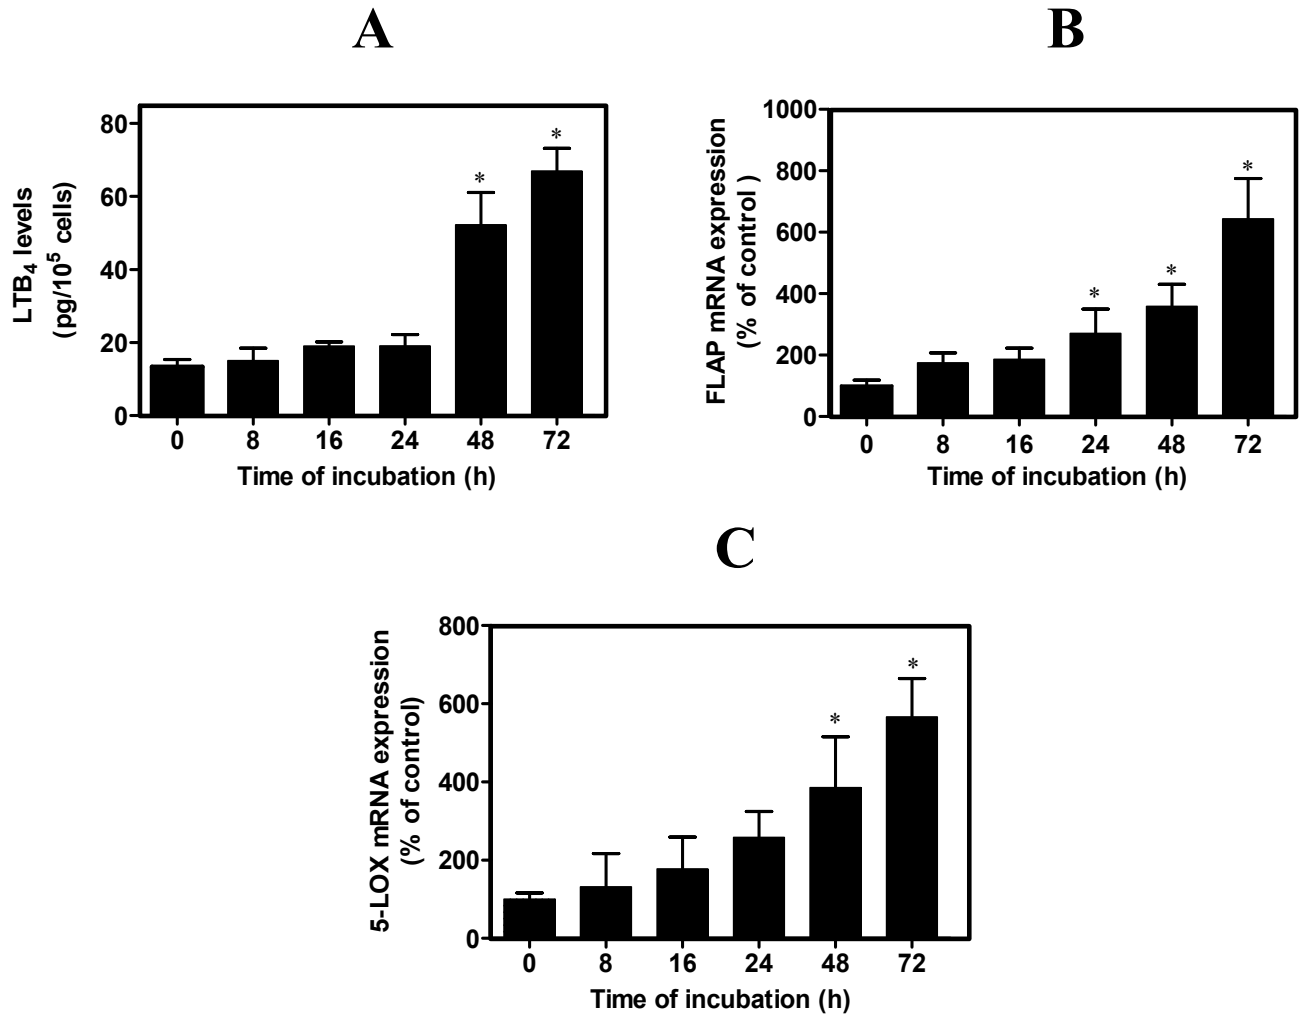 A
LTB4 levels
(pg/10^5 cells)
80
60
40
20
0
*
*
0 8 16 24 48 72
Time of incubation (h)
B
FLAP mRNA expression
(% of control )
1000
800
600
400
200
0
*
*
*
0 8 16 24 48 72
Time of incubation (h)
C
5-LOX mRNA expression
(% of control)
800
600
400
200
0
*
*
0 8 16 24 48 72
Time of incubation (h)